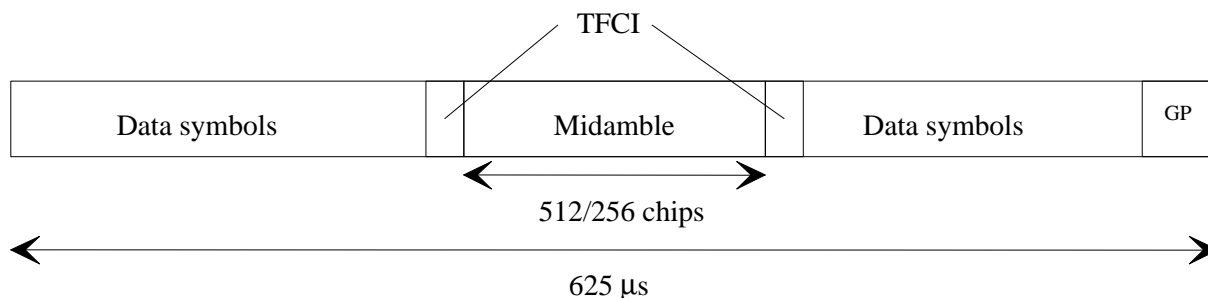 TFCI
Data symbols
Midamble
Data symbols
GP
512/256 chips
625 μs